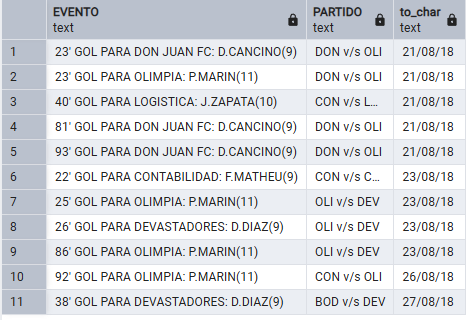 EVENTO PARTIDO to_char
text text text
1 23' GOL PARA DON JUAN FC: D.CANCINO(9) DON v/s OLI 21/08/18
2 23' GOL PARA OLIMPIA: P.MARIN(11) DON v/s OLI 21/08/18
3 40' GOL PARA LOGISTICA: J.ZAPATA(10) CON v/s L... 21/08/18
4 81' GOL PARA DON JUAN FC: D.CANCINO(9) DON v/s OLI 21/08/18
5 93' GOL PARA DON JUAN FC: D.CANCINO(9) DON v/s OLI 21/08/18
6 22' GOL PARA CONTABILIDAD: F.MATHEU(9) CON v/s C... 23/08/18
7 25' GOL PARA OLIMPIA: P.MARIN(11) OLI v/s DEV 23/08/18
8 26' GOL PARA DEVASTADORES: D.DIAZ(9) OLI v/s DEV 23/08/18
9 86' GOL PARA OLIMPIA: P.MARIN(11) OLI v/s DEV 23/08/18
10 92' GOL PARA OLIMPIA: P.MARIN(11) CON v/s OLI 26/08/18
11 38' GOL PARA DEVASTADORES: D.DIAZ(9) BOD v/s DEV 27/08/18